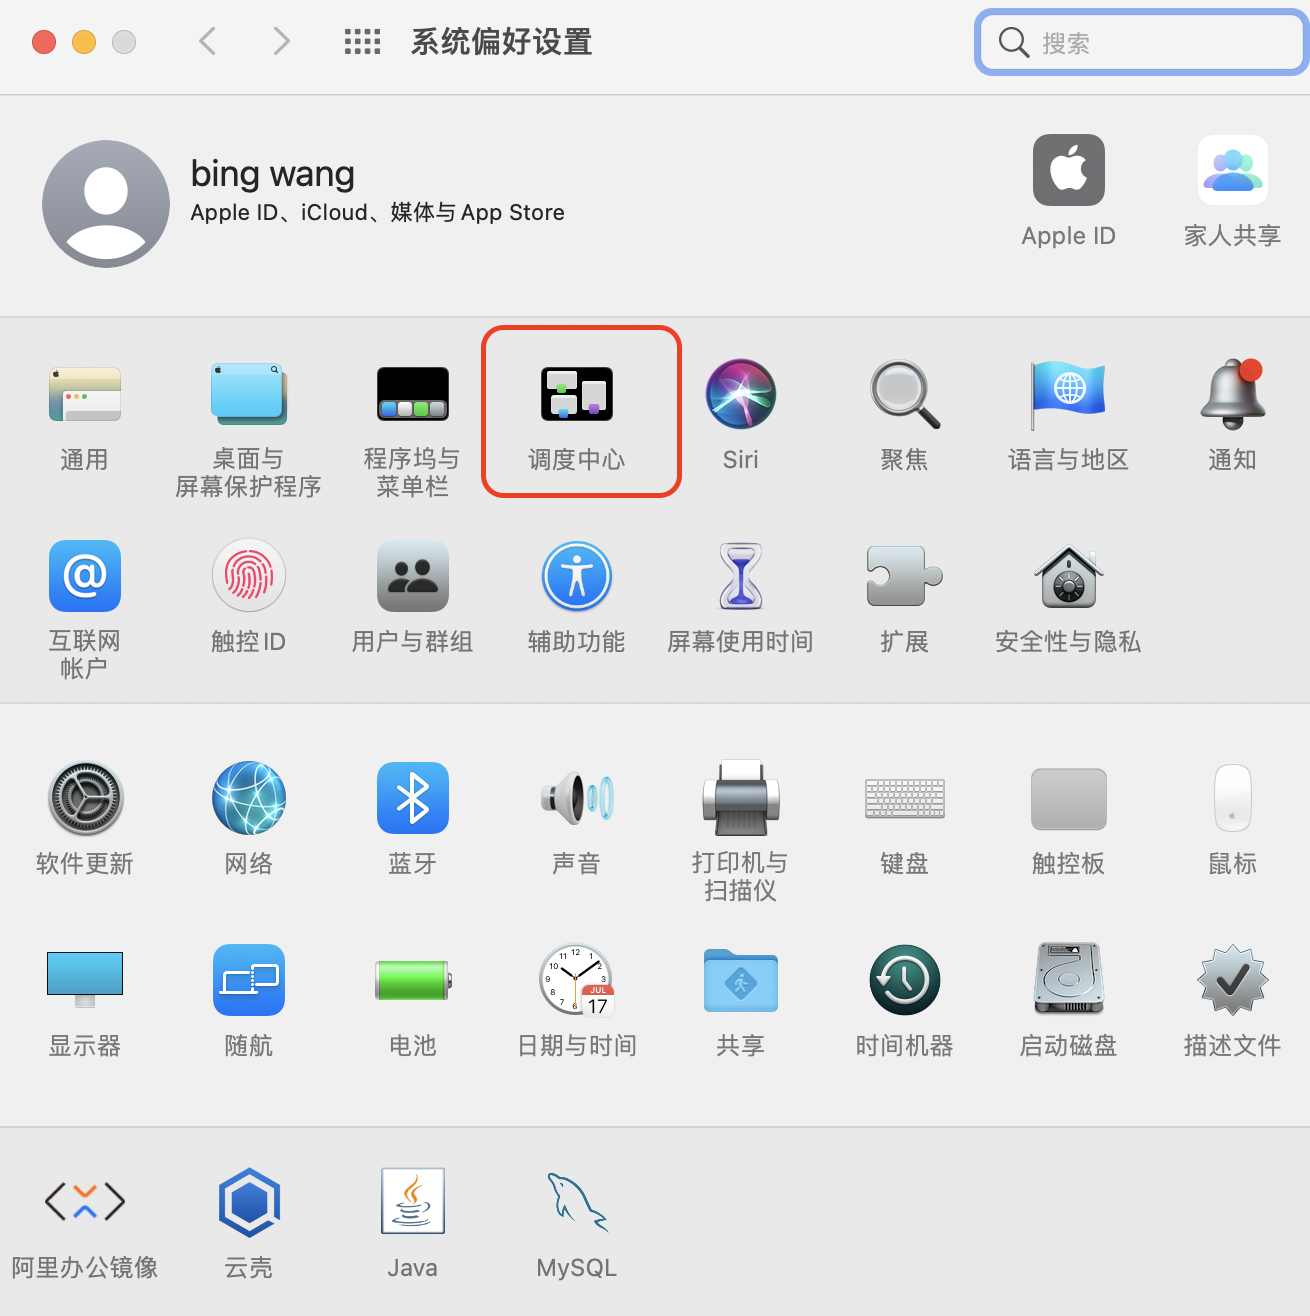 系统偏好设置
搜索
bing wang
Apple ID、iCloud、媒体与 App Store
Apple ID
家人共享
通用
桌面与
屏幕保护程序
程序坞与
菜单栏
调度中心
Siri
聚焦
语言与地区
通知
互联网
帐户
触控 ID
用户与群组
辅助功能
屏幕使用时间
扩展
安全性与隐私
软件更新
网络
蓝牙
声音
打印机与
扫描仪
键盘
触控板
鼠标
显示器
随航
电池
JUL
17
日期与时间
共享
时间机器
启动磁盘
描述文件
阿里办公镜像
云壳
Java
MySQL